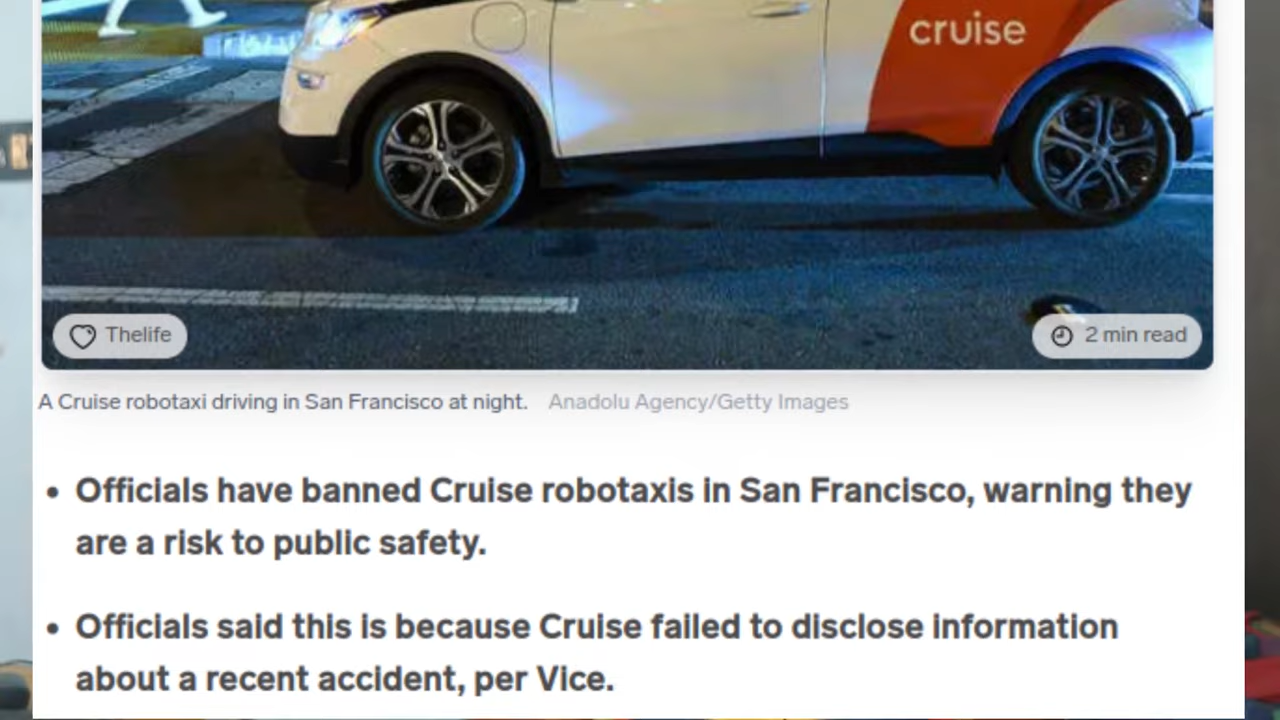 cruise
Thelife
2 min read
A Cruise robotaxi driving in San Francisco at night. Anadolu Agency/Getty Images
• Officials have banned Cruise robotaxis in San Francisco, warning they
are a risk to public safety.
• Officials said this is because Cruise failed to disclose information
about a recent accident, per Vice.